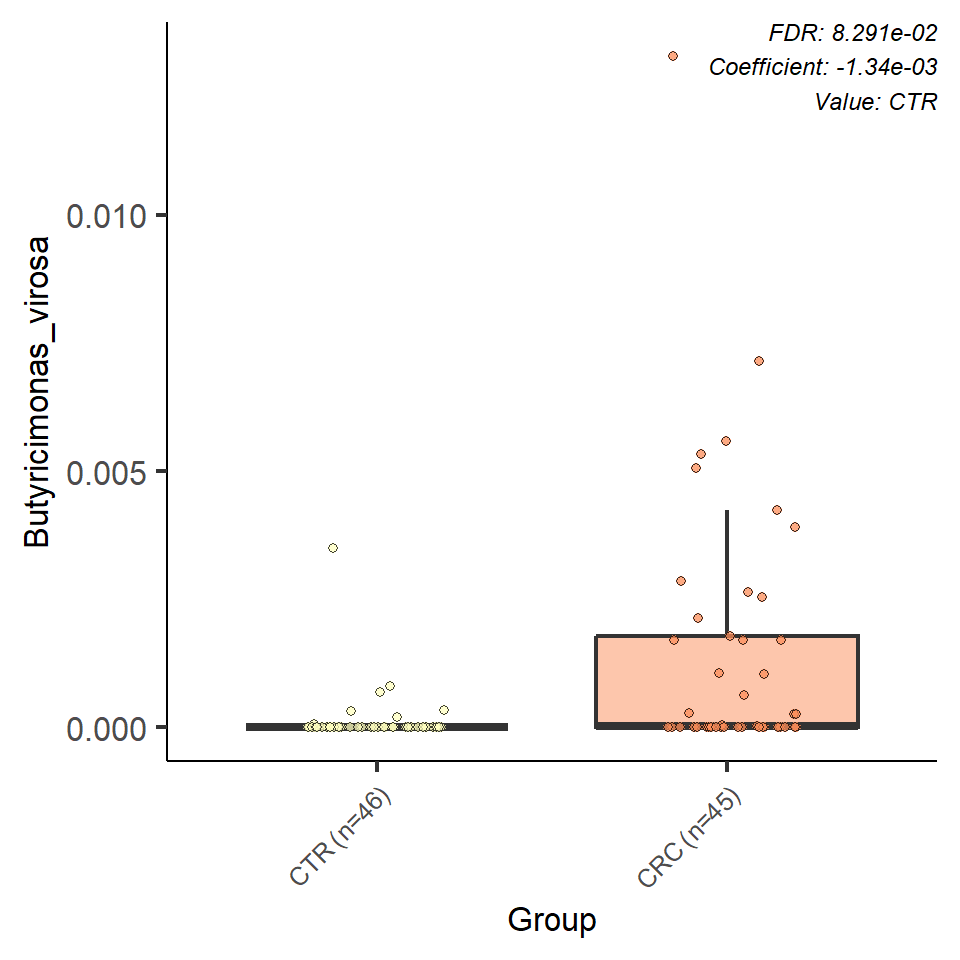 FDR: 8.291e-02
Coefficient: -1.34e-03
Value: CTR
Butyricimonas_virosa
0.010
0.005
0.000
CTR (n=46)
CRC (n=45)
Group